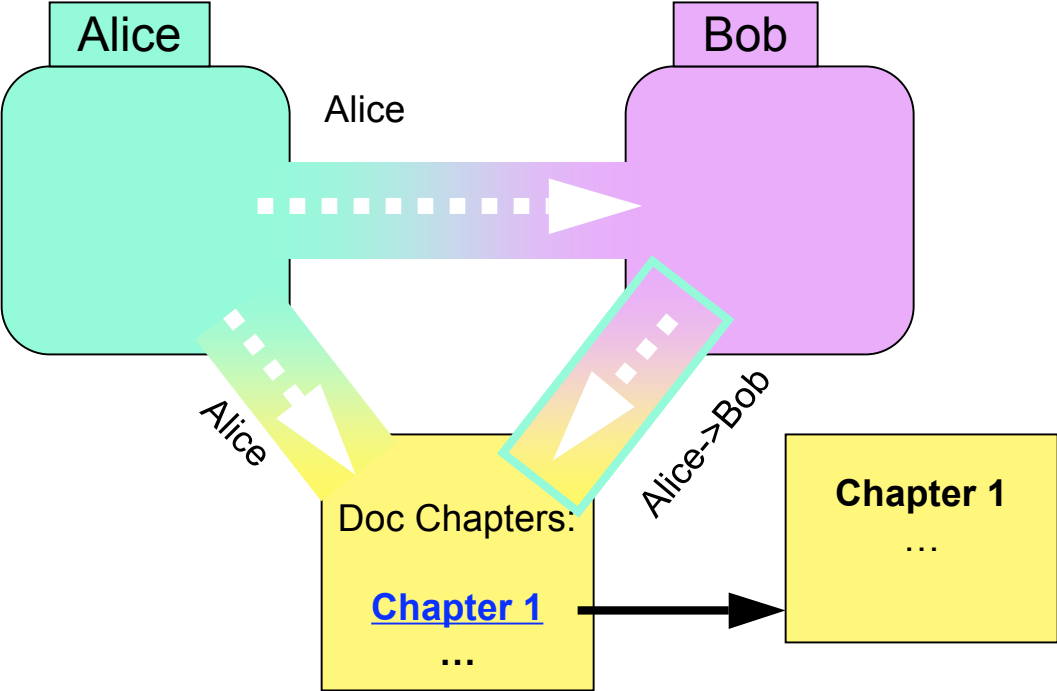 Alice
Bob
Alice
Alice
Alice->Bob
Doc Chapters:
Chapter 1
...
Chapter 1
...